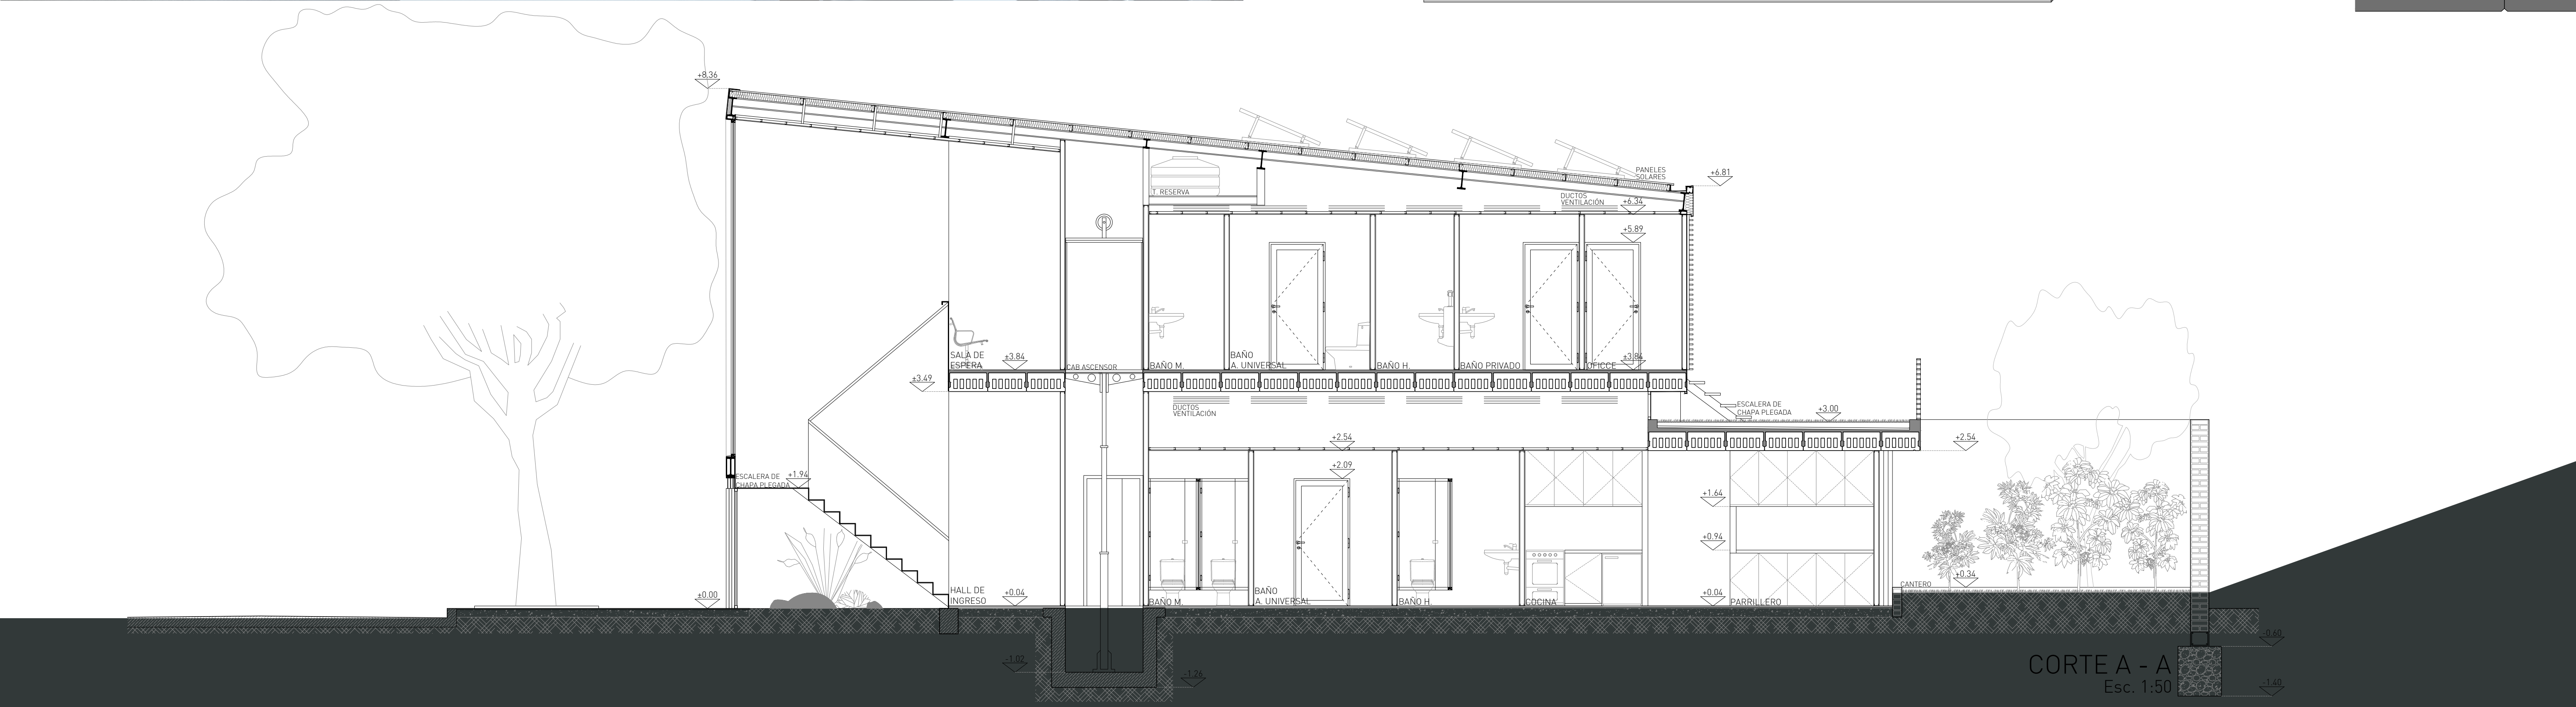 +8.36
PANELES
SOLARES
+6.81
T. RESERVA
DUCTOS
VENTILACIÓN
+6.34
+5.89
SALA DE
ESPERA
±3.84
CAB ASCENSOR
BAÑO M.
BAÑO
A. UNIVERSAL
BAÑO H.
BAÑO PRIVADO
OFICCE
±3.84
±3.49
DUCTOS
VENTILACIÓN
ESCALERA DE
CHAPA PLEGADA
+3.00
+2.54
+2.54
+2.09
ESCALERA DE
CHAPA PLEGADA
+1.94
+1.64
+0.94
±0.00
HALL DE
INGRESO
+0.04
BAÑO M.
BAÑO
A. UNIVERSAL
BAÑO H.
COCINA
+0.04
PARRILLERO
CANTERO
+0.34
-0.60
-1.02
-1.26
CORTE A - A
Esc. 1:50
-1.40